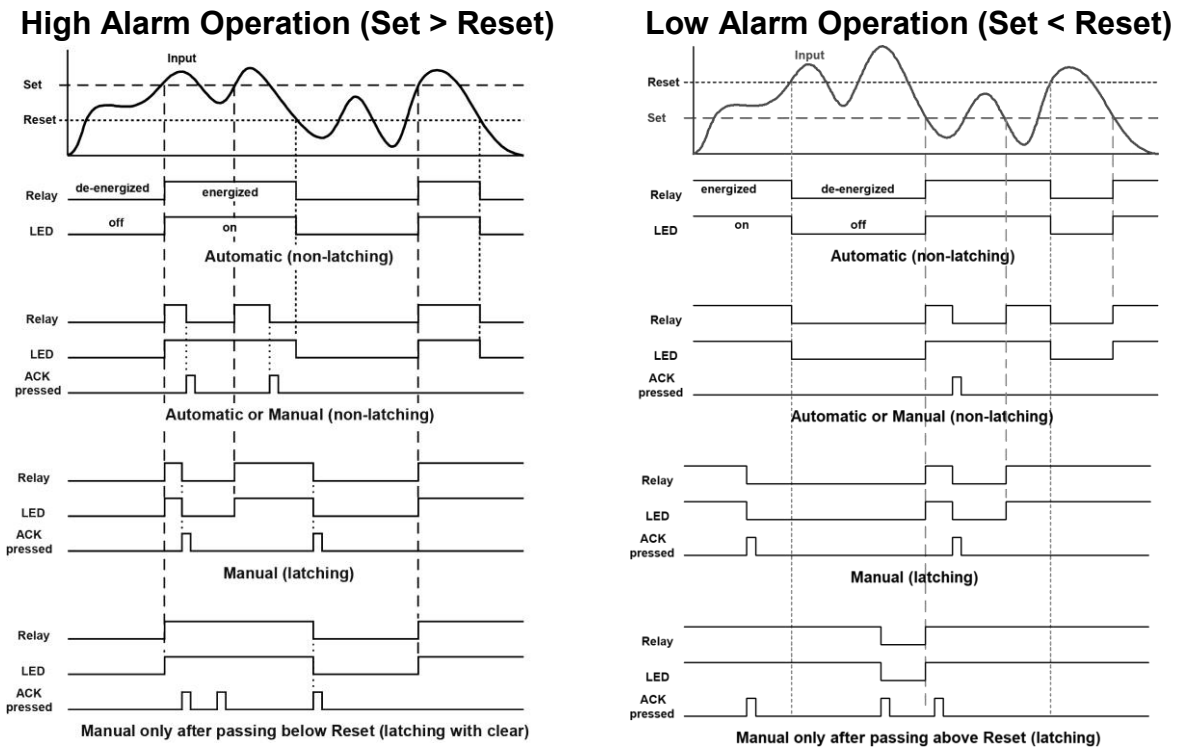 High Alarm Operation (Set > Reset)
Input
Set
Reset
Relay
de-energized
energized
LED
off
on
Automatic (non-latching)
Relay
LED
ACK
pressed
Automatic or Manual (non-latching)
Relay
LED
ACK
pressed
Manual (latching)
Relay
LED
ACK
pressed
Manual only after passing below Reset (latching with clear)
Low Alarm Operation (Set < Reset)
Input
Reset
Set
Relay
energized
de-energized
LED
on
off
Automatic (non-latching)
Relay
LED
ACK
pressed
Automatic or Manual (non-latching)
Relay
LED
ACK
pressed
Manual (latching)
Relay
LED
ACK
pressed
Manual only after passing above Reset (latching)